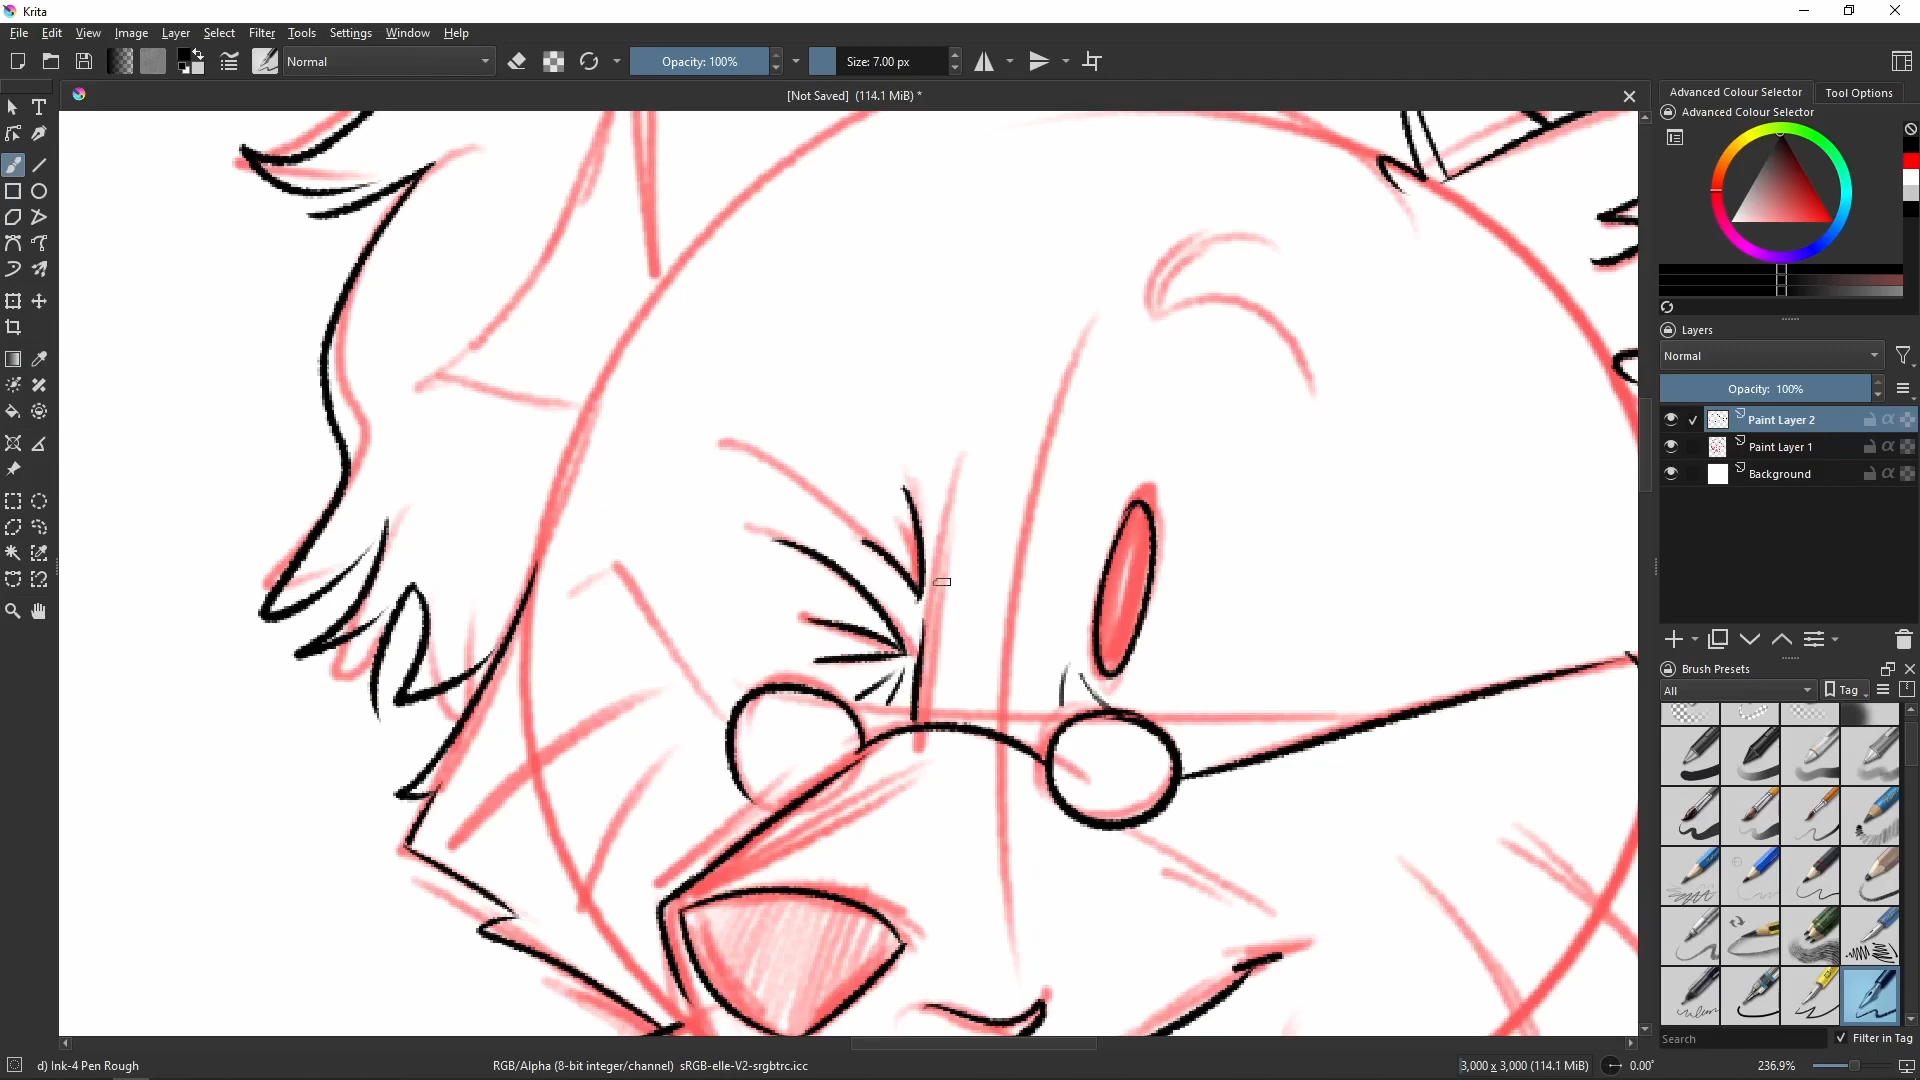 Krita
File Edit View Image Layer Select Filter Tools Settings Window Help
Normal
Opacity: 100%
Size: 7.00 px
[Not Saved] (114.1 MiB) *
Advanced Colour Selector
Tool Options
Advanced Colour Selector
Layers
Normal
Opacity: 100%
Paint Layer 2
Paint Layer 1
Background
Brush Presets
All
Tag
Search
Filter in Tag
d) Ink-4 Pen Rough
RGB/Alpha (8-bit integer/channel) sRGB-elle-V2-srgbtrc.icc
3,000 x 3,000 (114.1 MiB)
0.00°
236.9%